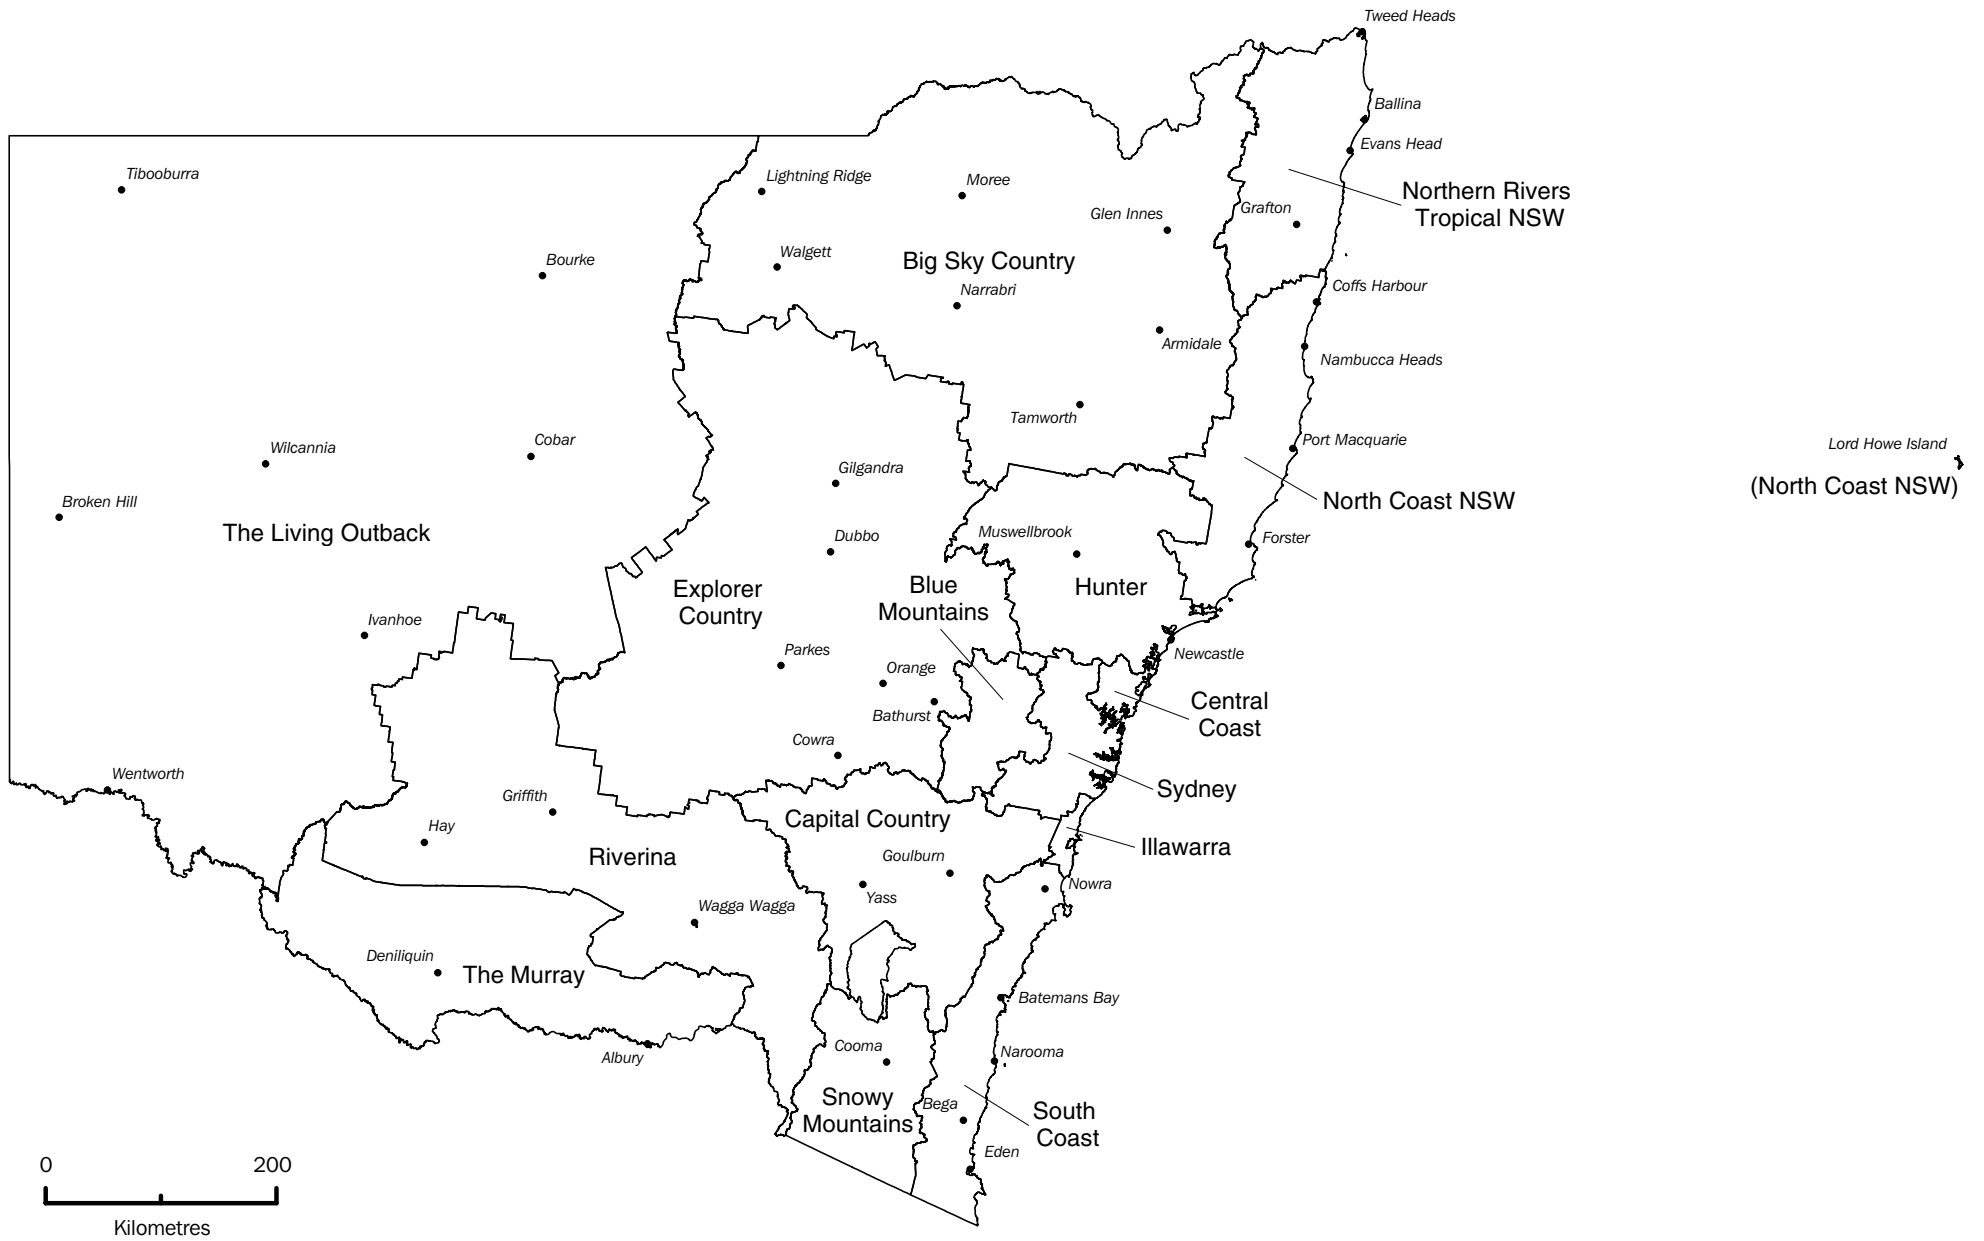 Tweed Heads
Ballina
Evans Head
Tibooburra
Lightning Ridge
Moree
Northern Rivers
Tropical NSW
Glen Innes
Grafton
Walgett
Bourke
Big Sky Country
Narrabri
Coffs Harbour
Armidale
Nambucca Heads
Tamworth
Cobar
Wilcannia
Port Macquarie
Lord Howe Island
(North Coast NSW)
Gilgandra
North Coast NSW
Broken Hill
The Living Outback
Muswellbrook
Dubbo
Forster
Explorer
Country
Blue
Mountains
Hunter
Ivanhoe
Parkes
Orange
Newcastle
Bathurst
Central
Coast
Cowra
Wentworth
Griffith
Sydney
Capital Country
Hay
Riverina
Goulburn
Illawarra
Yass
Nowra
Wagga Wagga
Deniliquin
The Murray
Batemans Bay
Albury
Cooma
Narooma
Snowy
Mountains
Bega
South
Coast
Eden
0 200
Kilometres